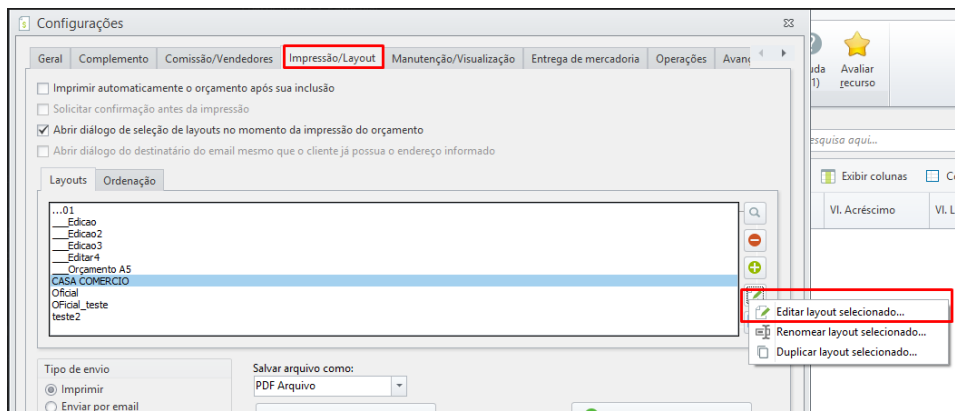 Configurações
Geral Complemento Comissão/Vendedores Impressão/Layout Manutenção/Visualização Entrega de mercadoria Operações
Avaliar
1) recurso
Imprimir automaticamente o orçamento após sua inclusão
Solicitar confirmação antes da impressão
Abrir diálogo de seleção de layouts no momento da impressão do orçamento
Abrir diálogo do destinatário do email mesmo que o cliente já possua o endereço informado
esquisa aqui...
Layouts Ordenação
Exibir colunas
Vl. Acréscimo Vl. L
...01
___Edicao
___Edicao2
___Edicao3
___Editar4
___Orçamento A5
CASA COMERCIO
Oficial
OFicial_teste
teste2
Editar layout selecionado...
Renomear layout selecionado...
Duplicar layout selecionado...
Tipo de envio
Imprimir
Enviar por email
Salvar arquivo como:
PDF Arquivo